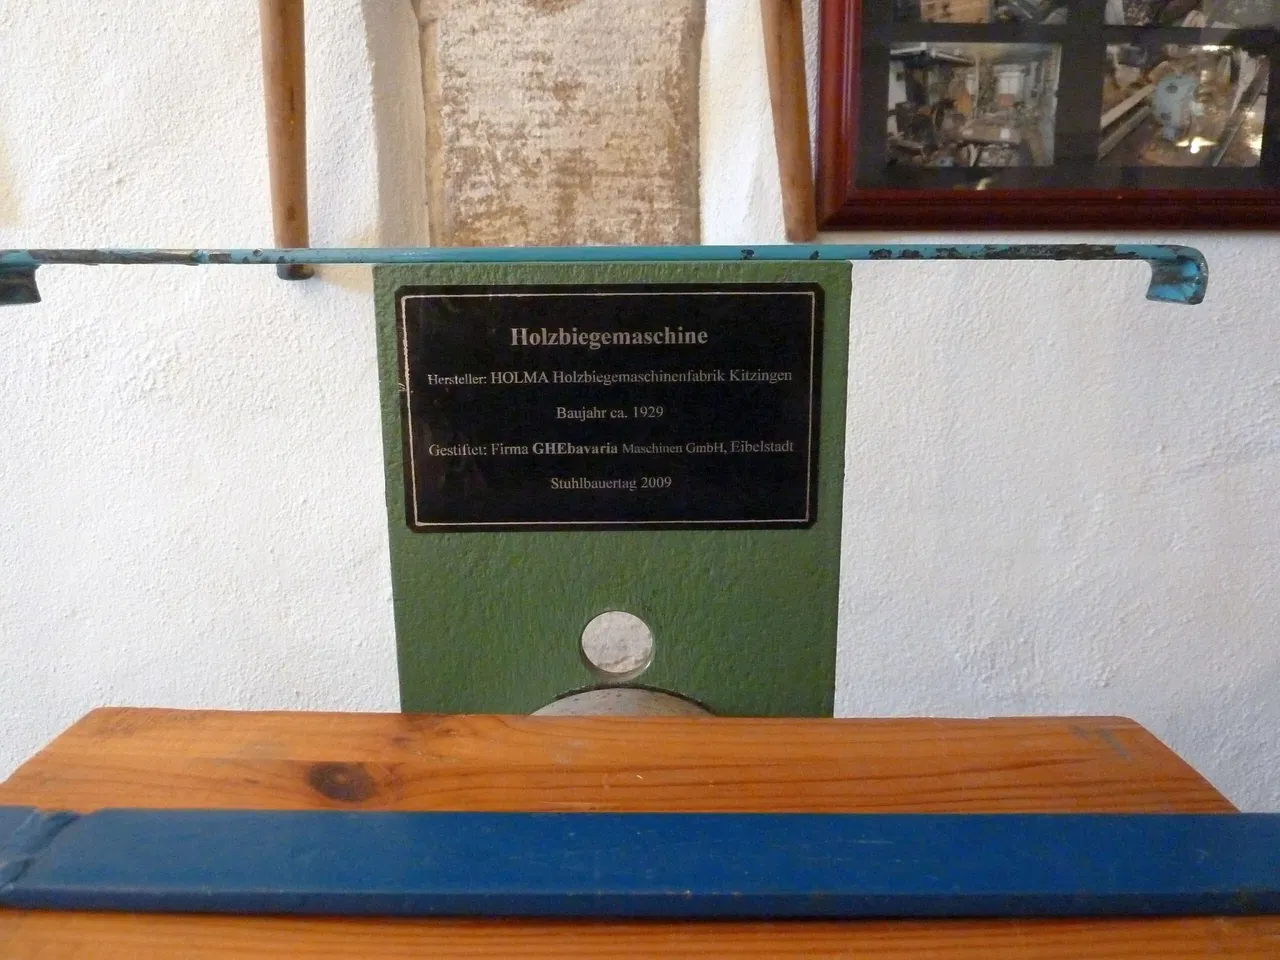 Holzbiegemaschine
Hersteller: HOLMA Holzbiegemaschinenfabrik Kitzingen
Baujahr ca. 1929
Gestiftet: Firma GHEbavaria Maschinen GmbH, Eibelstadt
Stuhlbauertag 2009